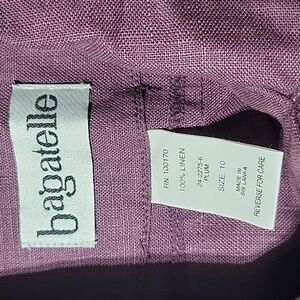 bagatelle
RN: 100170
100% LINEN
24-2275-6
PLUM
SIZE: 10
MADE IN
SRI LANKA
REVERSE FOR CARE